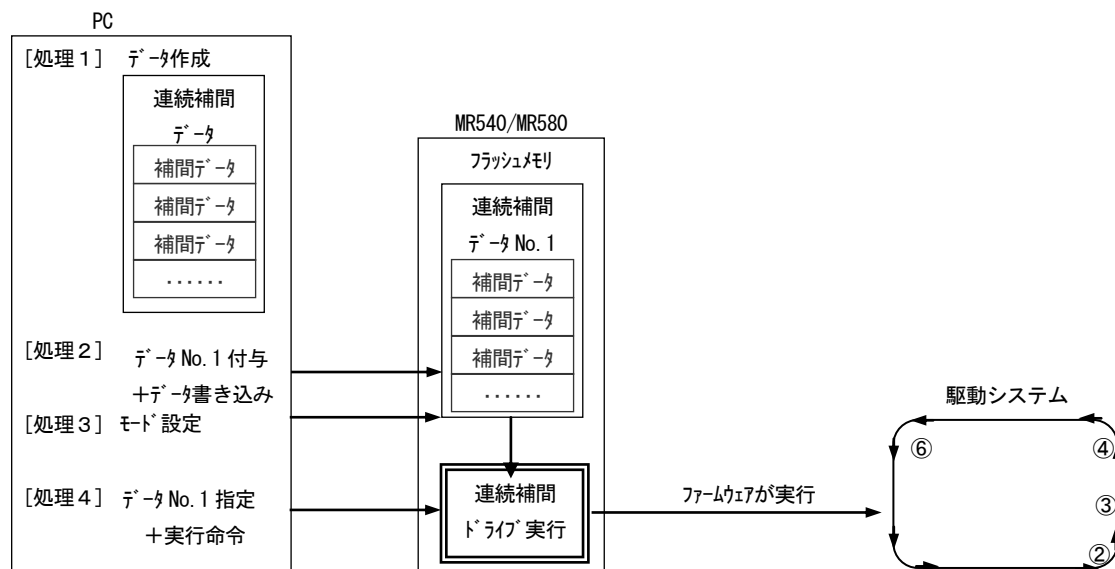 PC
[処理1] ﾃﾞｰﾀ作成
連続補間
ﾃﾞｰﾀ
補間ﾃﾞｰﾀ
補間ﾃﾞｰﾀ
補間ﾃﾞｰﾀ
‥‥‥
[処理2] ﾃﾞｰﾀ No.1 付与
＋ﾃﾞｰﾀ書き込み
[処理3] ﾓｰﾄﾞ設定
[処理4] ﾃﾞｰﾀ No.1 指定
＋実行命令
MR540/MR580
ﾌﾗｯｼｭﾒﾓﾘ
連続補間
ﾃﾞｰﾀ No.1
補間ﾃﾞｰﾀ
補間ﾃﾞｰﾀ
補間ﾃﾞｰﾀ
‥‥‥
連続補間
ﾄﾞﾗｲﾌﾞ実行
ﾌｧｰﾑｳｪｱが実行
駆動システム
⑥
④
③
②